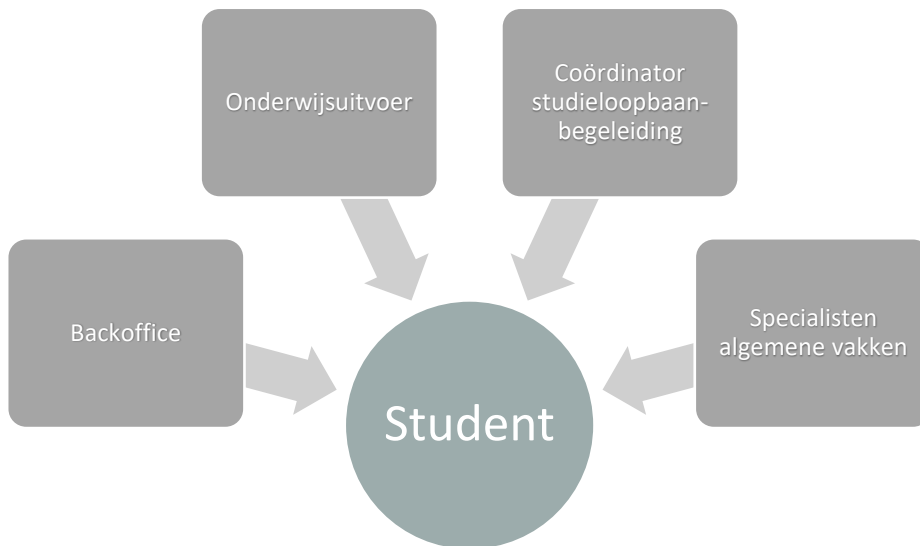 Onderwijsuitvoer
Coördinator
studieloopbaan-
begeleiding
Backoffice
Specialisten
algemene vakken
Student